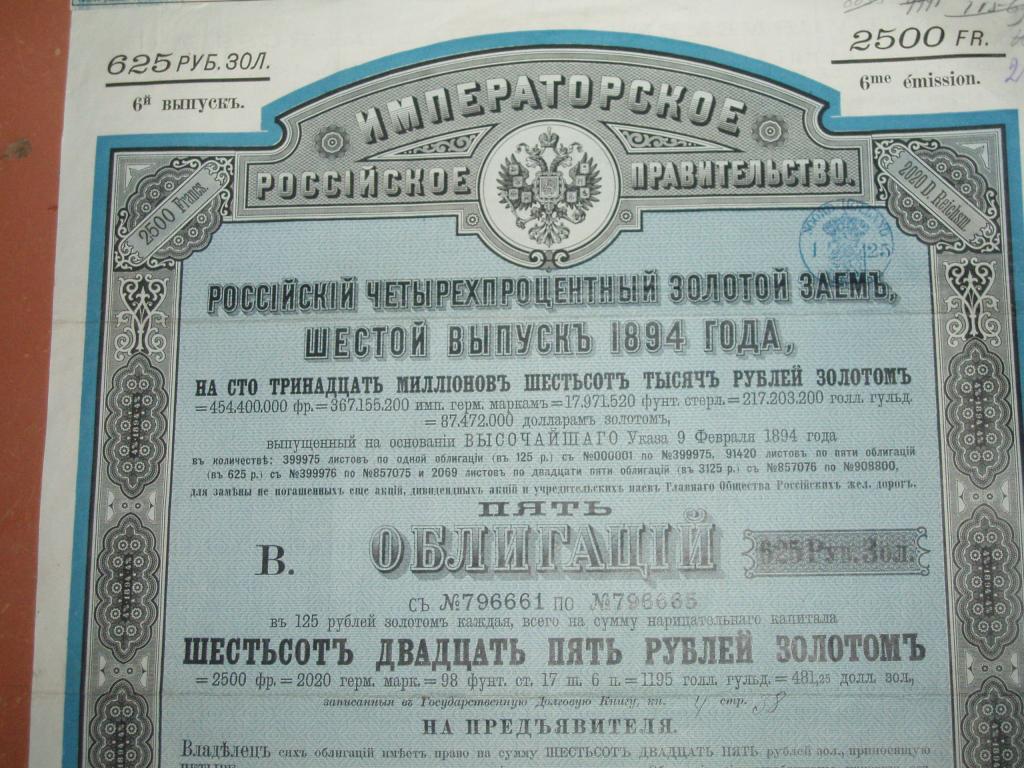 625 РУБ. ЗОЛ.
6й выпускъ.
2500 FR.
6me émission.
ИМПЕРАТОРСКОЕ
РОССІЙСКОЕ ПРАВИТЕЛЬСТВО.
2500 Francs.
2020 D. Reichsm.
1 25
РОССІЙСКІЙ ЧЕТЫРЕХПРОЦЕНТНЫЙ ЗОЛОТОЙ ЗАЕМЪ,
ШЕСТОЙ ВЫПУСКЪ 1894 ГОДА,
НА СТО ТРИНАДЦАТЬ МИЛЛІОНОВЪ ШЕСТЬСОТЪ ТЫСЯЧЪ РУБЛЕЙ ЗОЛОТОМЪ
=454.400.000 фр.=367.155.200 имп. герм. маркамъ=17.971.520 фунт. стерл.=217.203.200 голл. гульд.
=87.472.000 долларамъ золотомъ,
выпущенный на основаніи ВЫСОЧАЙШАГО Указа 9 Февраля 1894 года
въ количествѣ: 399975 листовъ по одной облигаціи (въ 125 р.) съ №000001 по №399975, 91420 листовъ по пяти облигацій
(въ 625 р.) съ №399976 по №857075 и 2069 листовъ по двадцати пяти облигацій (въ 3125 р.) съ №857076 по №908800,
для замѣны не погашенныхъ еще акцій, дивидендныхъ акцій и учредительскихъ паевъ Главнаго Общества Россійскихъ жел. дорогъ.
ПЯТЬ
В. ОБЛИГАЦІЙ 625 Руб. Зол.
СЪ №796661 ПО №796665
въ 125 рублей золотомъ каждая, всего на сумму нарицательнаго капитала
ШЕСТЬСОТЪ ДВАДЦАТЬ ПЯТЬ РУБЛЕЙ ЗОЛОТОМЪ
=2500 фр.=2020 герм. марк.=98 фунт. ст. 17 ш. 6 п.=1195 голл. гульд.=481,25 долл. зол,
записанныя въ Государственную Долговую Книгу, кн. 4 стр. 58
НА ПРЕДЪЯВИТЕЛЯ.
Владѣлецъ сихъ облигацій имѣетъ право на сумму ШЕСТЬСОТЪ ДВАДЦАТЬ ПЯТЬ рублей зол., приносящую